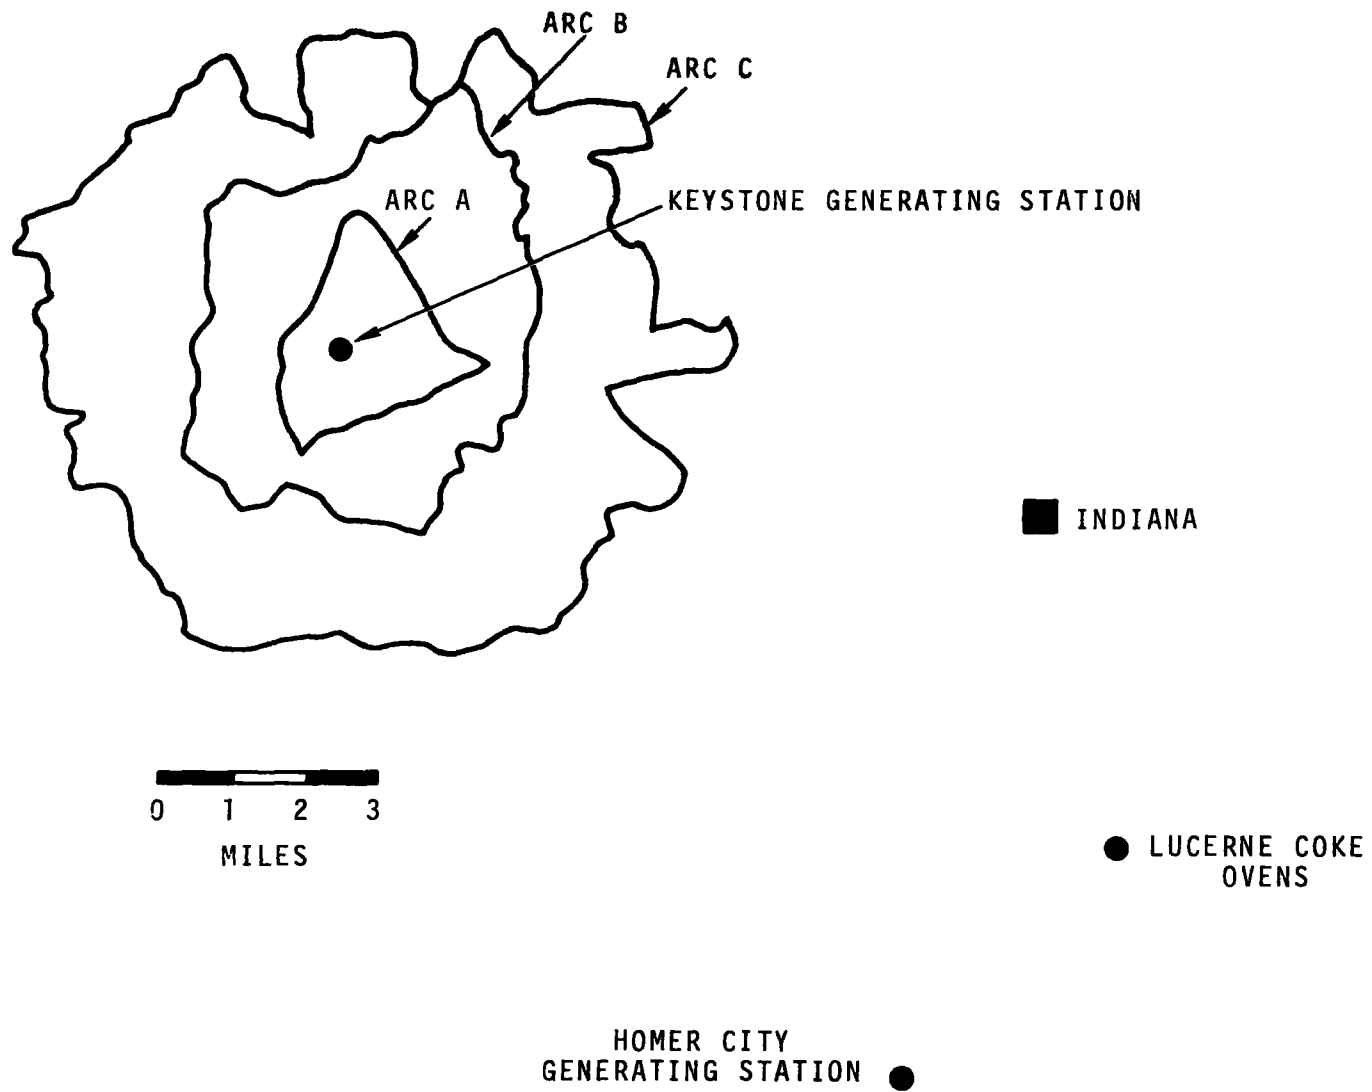 ARC B
ARC C
ARC A
KEYSTONE GENERATING STATION
INDIANA
0 1 2 3
MILES
LUCERNE COKE
OVENS
HOMER CITY
GENERATING STATION